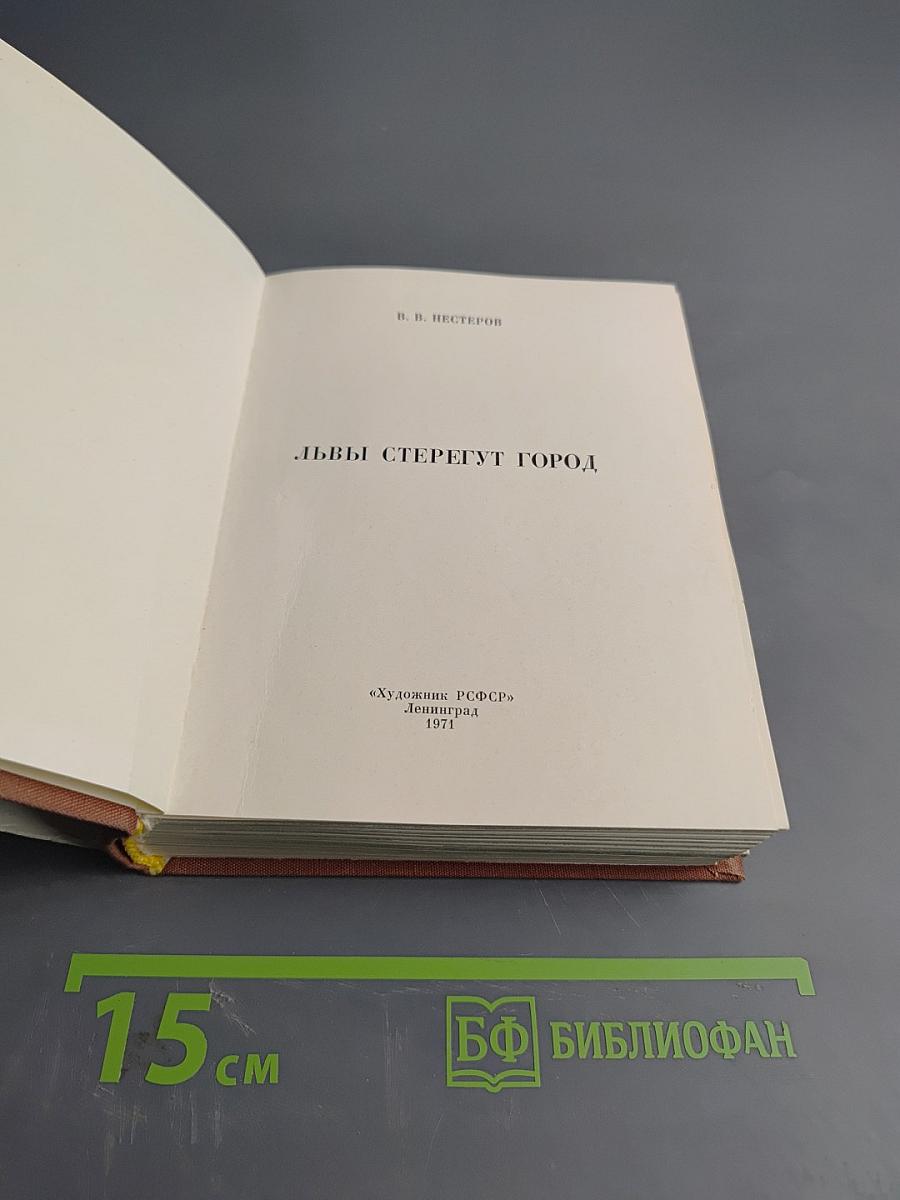 В. В. НЕСТЕРОВ
ЛЬВЫ СТЕРЕГУТ ГОРОД
«Художник РСФСР»
Ленинград
1971
15 см
БФ БИБЛИОФАН